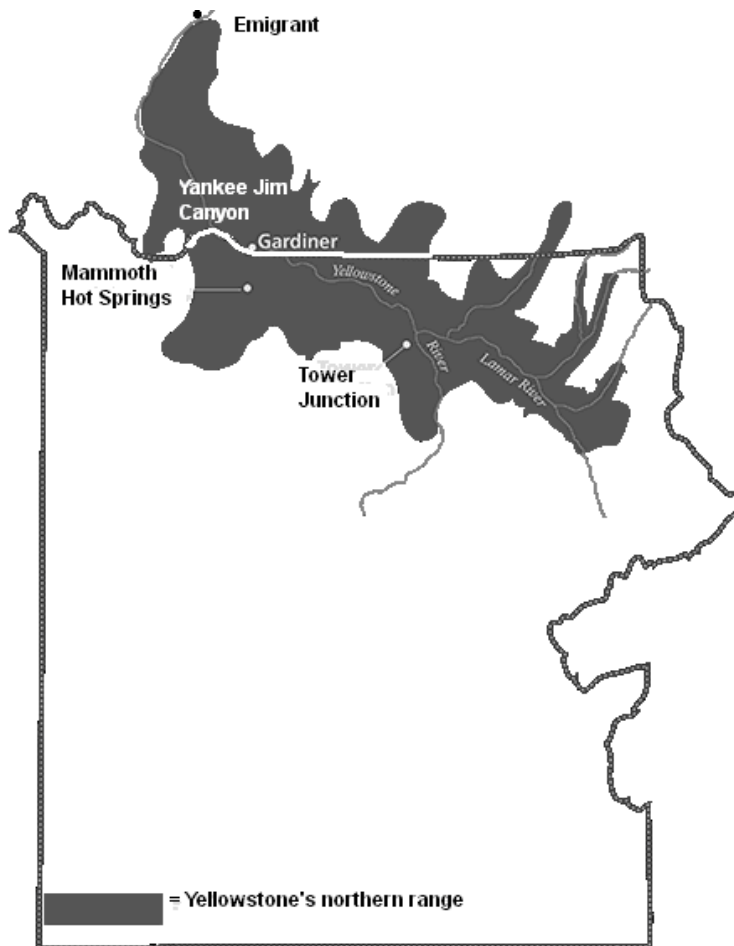 Emigrant
Yankee Jim
Canyon
Gardiner
Mammoth
Hot Springs
Yellowstone
River
Lamar River
Tower
Junction
= Yellowstone's northern range